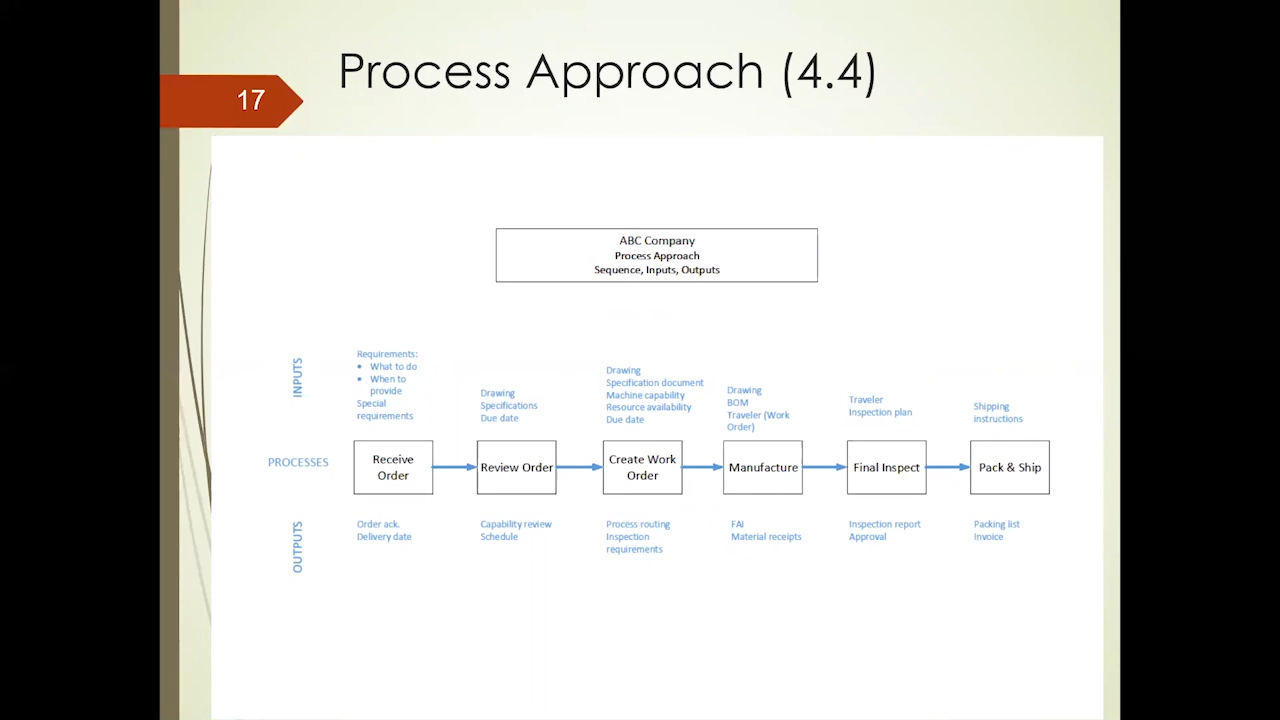 Process Approach (4.4)
17
ABC Company
Process Approach
Sequence, Inputs, Outputs
INPUTS
Requirements:
• What to do
• When to
provide
Special
requirements
Drawing
Specifications
Due date
Drawing
Specification document
Machine capability
Resource availability
Due date
Drawing
BOM
Traveler (Work
Order)
Traveler
Inspection plan
Shipping
instructions
PROCESSES
Receive
Order
Review Order
Create Work
Order
Manufacture
Final Inspect
Pack & Ship
OUTPUTS
Order ack.
Delivery date
Capability review
Schedule
Process routing
Inspection
requirements
FAI
Material receipts
Inspection report
Approval
Packing list
Invoice